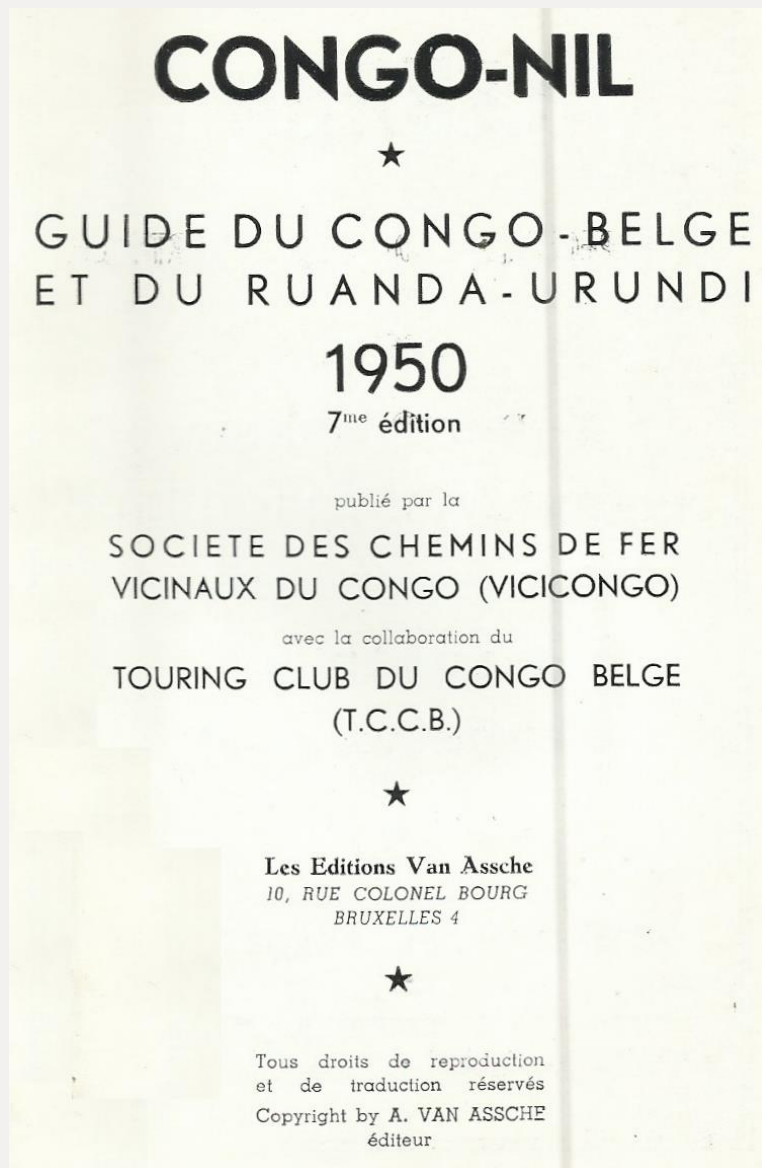 CONGO-NIL
GUIDE DU CONGO-BELGE
ET DU RUANDA-URUNDI
1950
7me édition
publié par la
SOCIETE DES CHEMINS DE FER
VICINAUX DU CONGO (VICICONGO)
avec la collaboration du
TOURING CLUB DU CONGO BELGE
(T.C.C.B.)
Les Editions Van Assche
10, RUE COLONEL BOURG
BRUXELLES 4
Tous droits de reproduction
et de traduction réservés
Copyright by A. VAN ASSCHE
éditeur